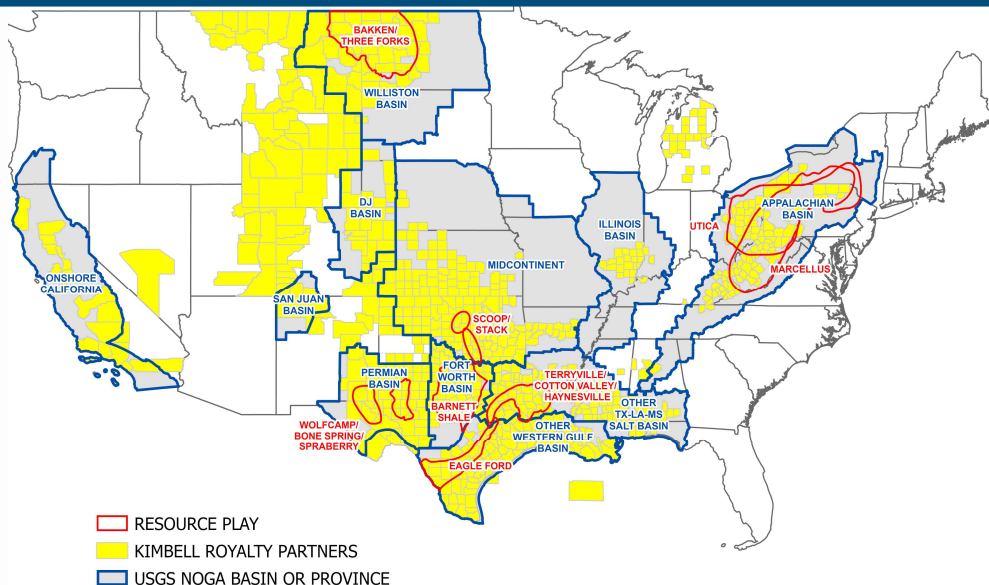 BAKKEN/
THREE FORKS
WILLISTON
BASIN
DJ
BASIN
ILLINOIS
BASIN
UTICA
APPALACHIAN
BASIN
MARCELLUS
MIDCONTINENT
ONSHORE
CALIFORNIA
SAN JUAN
BASIN
SCOOP/
STACK
PERMIAN
BASIN
FORT
WORTH
BASIN
TERRYVILLE/
COTTON VALLEY/
HAYNESVILLE
BARNETT
SHALE
OTHER
TX-LA-MS
SALT BASIN
WOLFCAMP/
BONE SPRING/
SPRABERRY
OTHER
WESTERN GULF
BASIN
EAGLE FORD
RESOURCE PLAY
KIMBELL ROYALTY PARTNERS
USGS NOGA BASIN OR PROVINCE